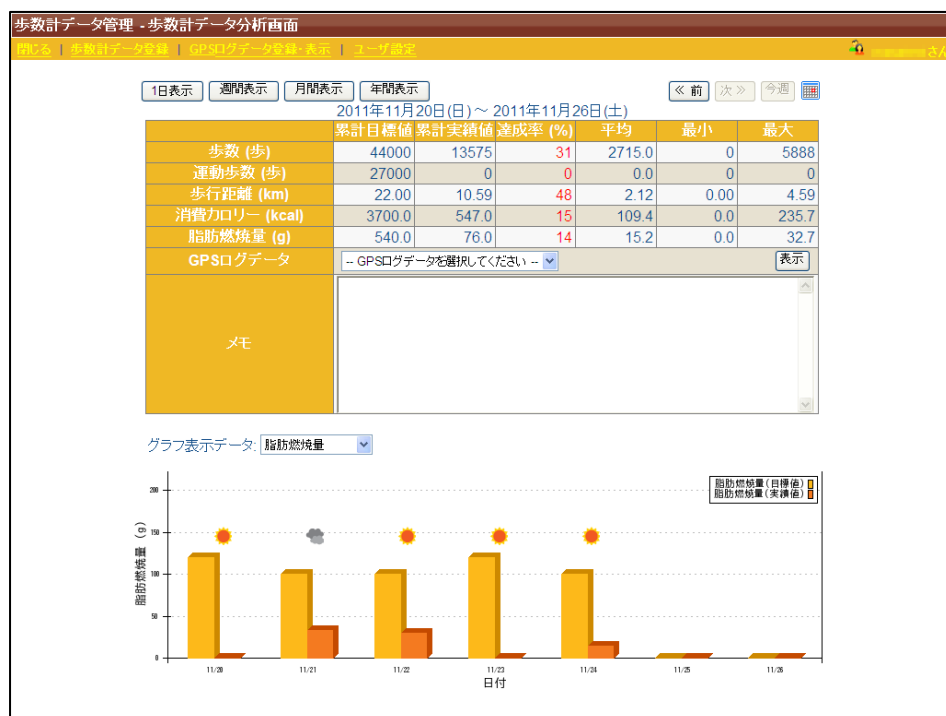 歩数計データ管理 - 歩数計データ分析画面
閉じる | 歩数計データ登録 | GPSログデータ登録・表示 | ユーザ設定 さん
1日表示 週間表示 月間表示 年間表示 ≪ 前 次 ≫ 今週
2011年11月20日(日) ～ 2011年11月26日(土)
累計目標値 累計実績値 達成率 (%) 平均 最小 最大
歩数 (歩) 44000 13575 31 2715.0 0 5888
運動歩数 (歩) 27000 0 0 0.0 0 0
歩行距離 (km) 22.00 10.59 48 2.12 0.00 4.59
消費カロリー (kcal) 3700.0 547.0 15 109.4 0.0 235.7
脂肪燃焼量 (g) 540.0 76.0 14 15.2 0.0 32.7
GPSログデータ -- GPSログデータを選択してください -- 表示
メモ
グラフ表示データ: 脂肪燃焼量
脂肪燃焼量(目標値)
脂肪燃焼量(実績値)
脂肪燃焼量 (g)
200
150
100
50
0
11/20 11/21 11/22 11/23 11/24 11/25 11/26
日付